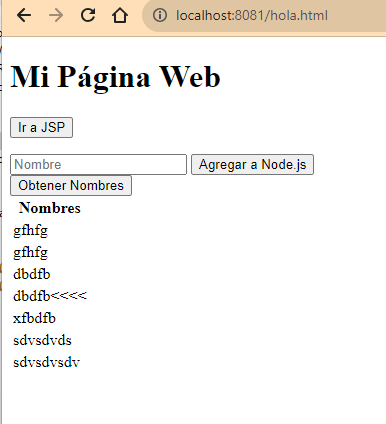 localhost:8081/hola.html
Mi Página Web
Ir a JSP
Nombre Agregar a Node.js
Obtener Nombres
Nombres
gfhfg
gfhfg
dbdfb
dbdfb<<<<
xfbdfb
sdvsdvds
sdvsdvsdv